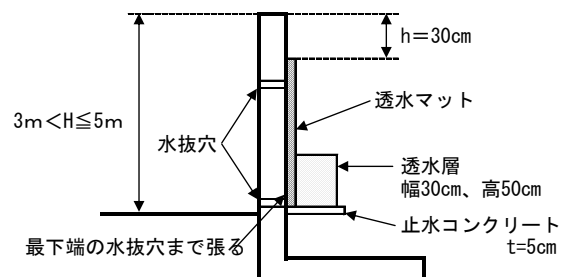 h＝30cm
透水マット
3ｍ＜H≦5ｍ
水抜穴
透水層
幅30cm、高50cm
止水コンクリート
t=5cm
最下端の水抜穴まで張る